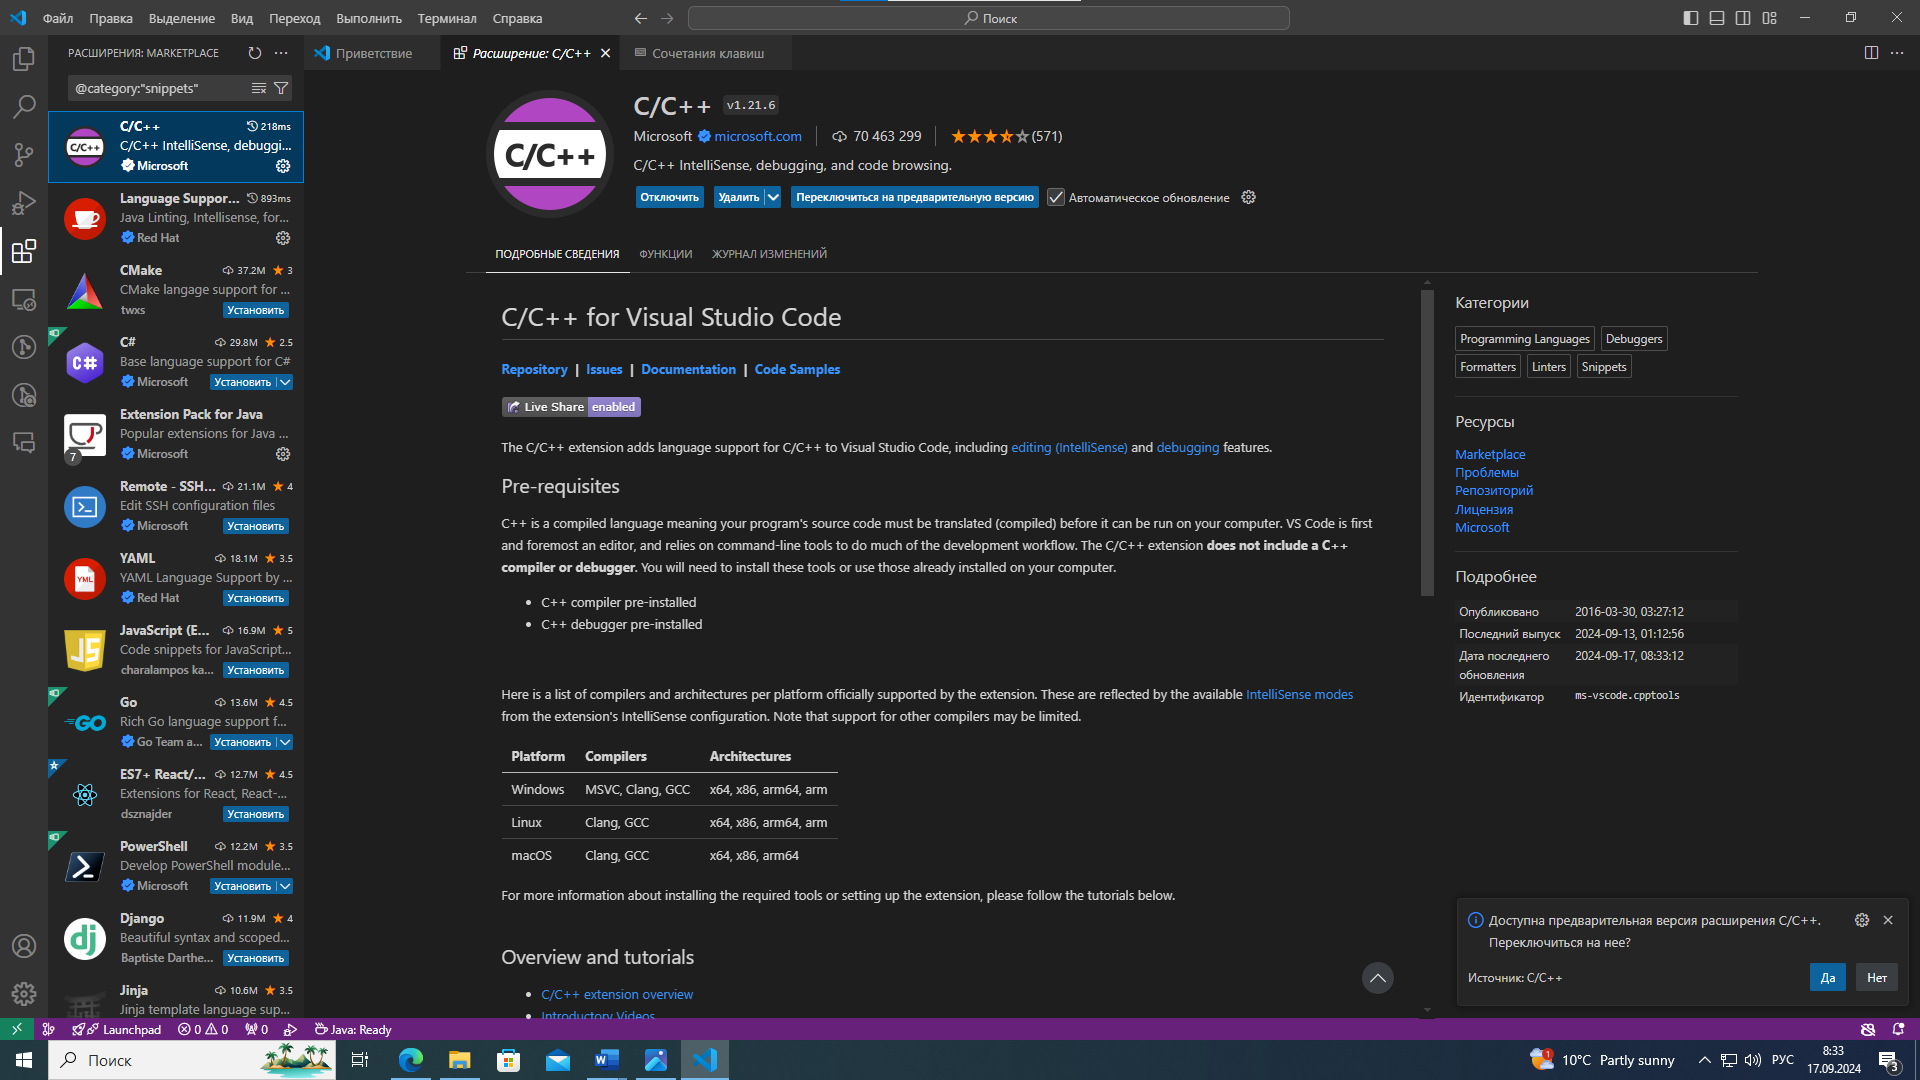 Файл Правка Выделение Вид Переход Выполнить Терминал Справка
Поиск
РАСШИРЕНИЯ: MARKETPLACE
Приветствие
Расширение: C/C++
Сочетания клавиш
@category:"snippets"
C/C++ 218ms
C/C++ IntelliSense, debuggi...
Microsoft
Language Suppor... 893ms
Java Linting, Intellisense, for...
Red Hat
CMake 37.2M 3
CMake langage support for ...
twxs Установить
C# 29.8M 2.5
Base language support for C#
Microsoft Установить
Extension Pack for Java
Popular extensions for Java ...
7 Microsoft
Remote - SSH... 21.1M 4
Edit SSH configuration files
Microsoft Установить
YAML 18.1M 3.5
YAML Language Support by ...
Red Hat Установить
JavaScript (E... 16.9M 5
Code snippets for JavaScript...
charalampos ka... Установить
Go 13.6M 4.5
Rich Go language support f...
Go Team a... Установить
ES7+ React/... 12.7M 4.5
Extensions for React, React-...
dsznajder Установить
PowerShell 12.2M 3.5
Develop PowerShell module...
Microsoft Установить
Django 11.9M 4
Beautiful syntax and scoped...
Baptiste Darthe... Установить
Jinja 10.6M 3.5
Jinja template language sup...
C/C++
C/C++ v1.21.6
Microsoft microsoft.com 70 463 299 (571)
C/C++ IntelliSense, debugging, and code browsing.
Отключить Удалить Переключиться на предварительную версию Автоматическое обновление
ПОДРОБНЫЕ СВЕДЕНИЯ ФУНКЦИИ ЖУРНАЛ ИЗМЕНЕНИЙ
C/C++ for Visual Studio Code
Repository | Issues | Documentation | Code Samples
Live Share enabled
The C/C++ extension adds language support for C/C++ to Visual Studio Code, including editing (IntelliSense) and debugging features.
Pre-requisites
C++ is a compiled language meaning your program's source code must be translated (compiled) before it can be run on your computer. VS Code is first
and foremost an editor, and relies on command-line tools to do much of the development workflow. The C/C++ extension does not include a C++
compiler or debugger. You will need to install these tools or use those already installed on your computer.
• C++ compiler pre-installed
• C++ debugger pre-installed
Here is a list of compilers and architectures per platform officially supported by the extension. These are reflected by the available IntelliSense modes
from the extension's IntelliSense configuration. Note that support for other compilers may be limited.
Platform Compilers Architectures
Windows MSVC, Clang, GCC x64, x86, arm64, arm
Linux Clang, GCC x64, x86, arm64, arm
macOS Clang, GCC x64, x86, arm64
For more information about installing the required tools or setting up the extension, please follow the tutorials below.
Overview and tutorials
• C/C++ extension overview
• Introductory Videos
Категории
Programming Languages Debuggers
Formatters Linters Snippets
Ресурсы
Marketplace
Проблемы
Репозиторий
Лицензия
Microsoft
Подробнее
Опубликовано 2016-03-30, 03:27:12
Последний выпуск 2024-09-13, 01:12:56
Дата последнего обновления 2024-09-17, 08:33:12
Идентификатор ms-vscode.cpptools
Доступна предварительная версия расширения C/C++.
Переключиться на нее?
Источник: C/C++ Да Нет
Launchpad 0 0 0 Java: Ready
Поиск
1 10°C Partly sunny РУС 8:33
17.09.2024 3